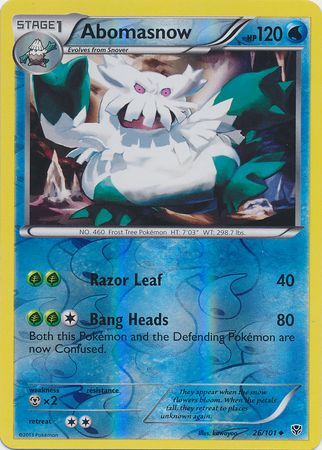 STAGE1
Abomasnow
HP120
Evolves from Snover
NO. 460 Frost Tree Pokémon HT: 7'03" WT: 298.7 lbs.
Razor Leaf 40
Bang Heads 80
Both this Pokémon and the Defending Pokémon are
now Confused.
weakness
resistance
×2
They appear when the snow
flowers bloom. When the petals
fall, they retreat to places
unknown again.
retreat
©2013 Pokémon
illus. kawayoo
26/101